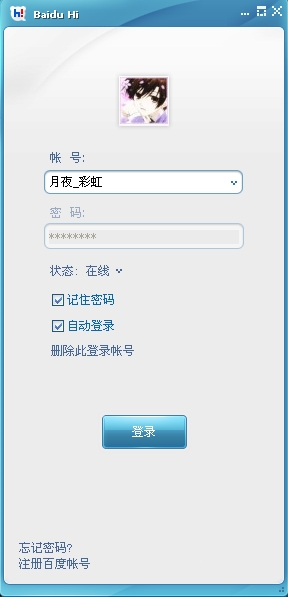 Baidu Hi
帐 号:
月夜_彩虹
密 码:
********
状态: 在线
记住密码
自动登录
删除此登录帐号
登录
忘记密码?
注册百度帐号